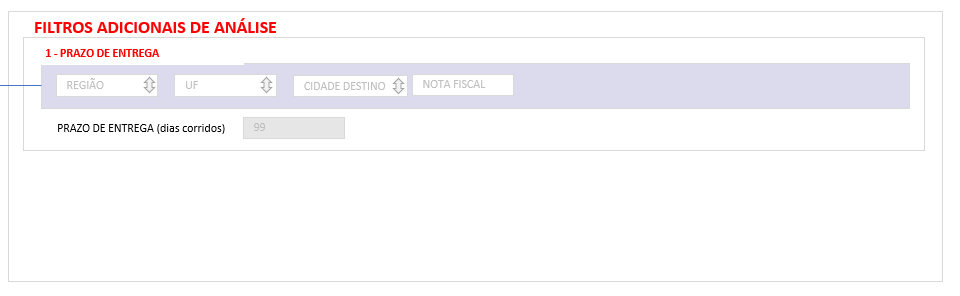 FILTROS ADICIONAIS DE ANÁLISE
1 - PRAZO DE ENTREGA
REGIÃO UF CIDADE DESTINO NOTA FISCAL
PRAZO DE ENTREGA (dias corridos) 99